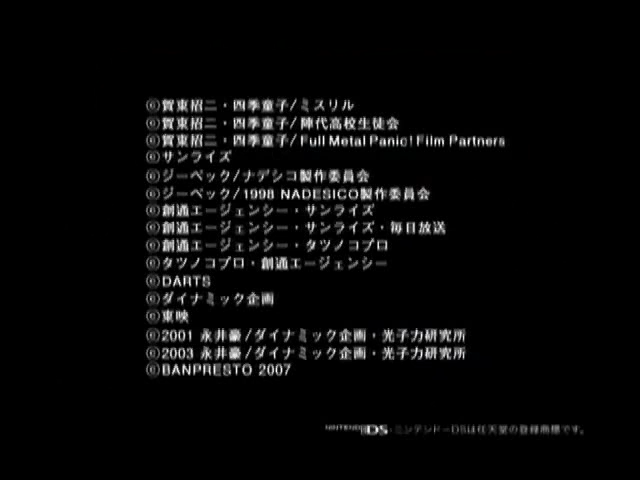 ©賀東招二・四季童子/ミスリル
©賀東招二・四季童子/陣代高校生徒会
©賀東招二・四季童子/Full Metal Panic! Film Partners
©サンライズ
©ジーベック/ナデシコ製作委員会
©ジーベック/1998 NADESICO製作委員会
©創通エージェンシー・サンライズ
©創通エージェンシー・サンライズ・毎日放送
©創通エージェンシー・タツノコプロ
©タツノコプロ・創通エージェンシー
©DARTS
©ダイナミック企画
©東映
©2001 永井豪/ダイナミック企画・光子力研究所
©2003 永井豪/ダイナミック企画・光子力研究所
©BANPRESTO 2007
NINTENDO DS・ニンテンドーDSは任天堂の登録商標です。